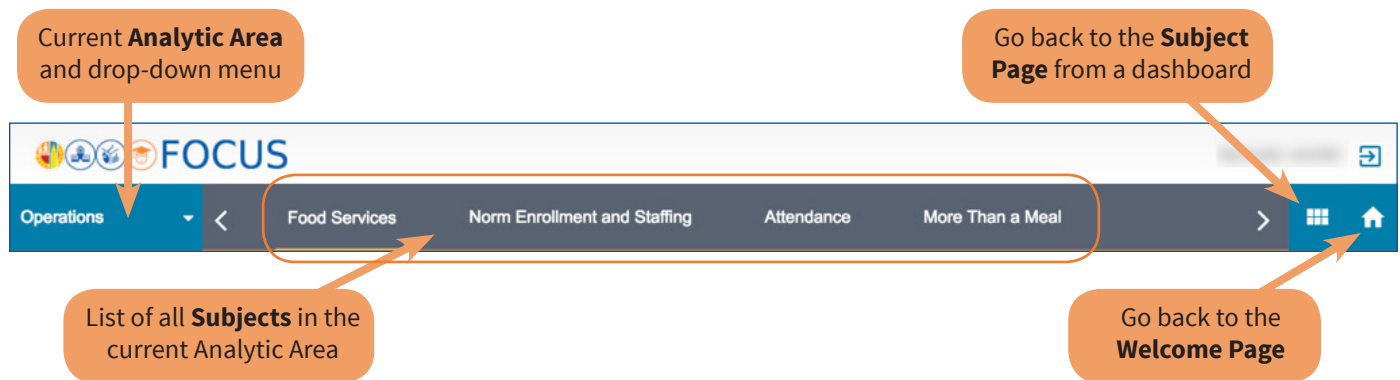 Current Analytic Area
and drop-down menu
Go back to the Subject
Page from a dashboard
FOCUS
Operations
Food Services
Norm Enrollment and Staffing
Attendance
More Than a Meal
List of all Subjects in the
current Analytic Area
Go back to the
Welcome Page